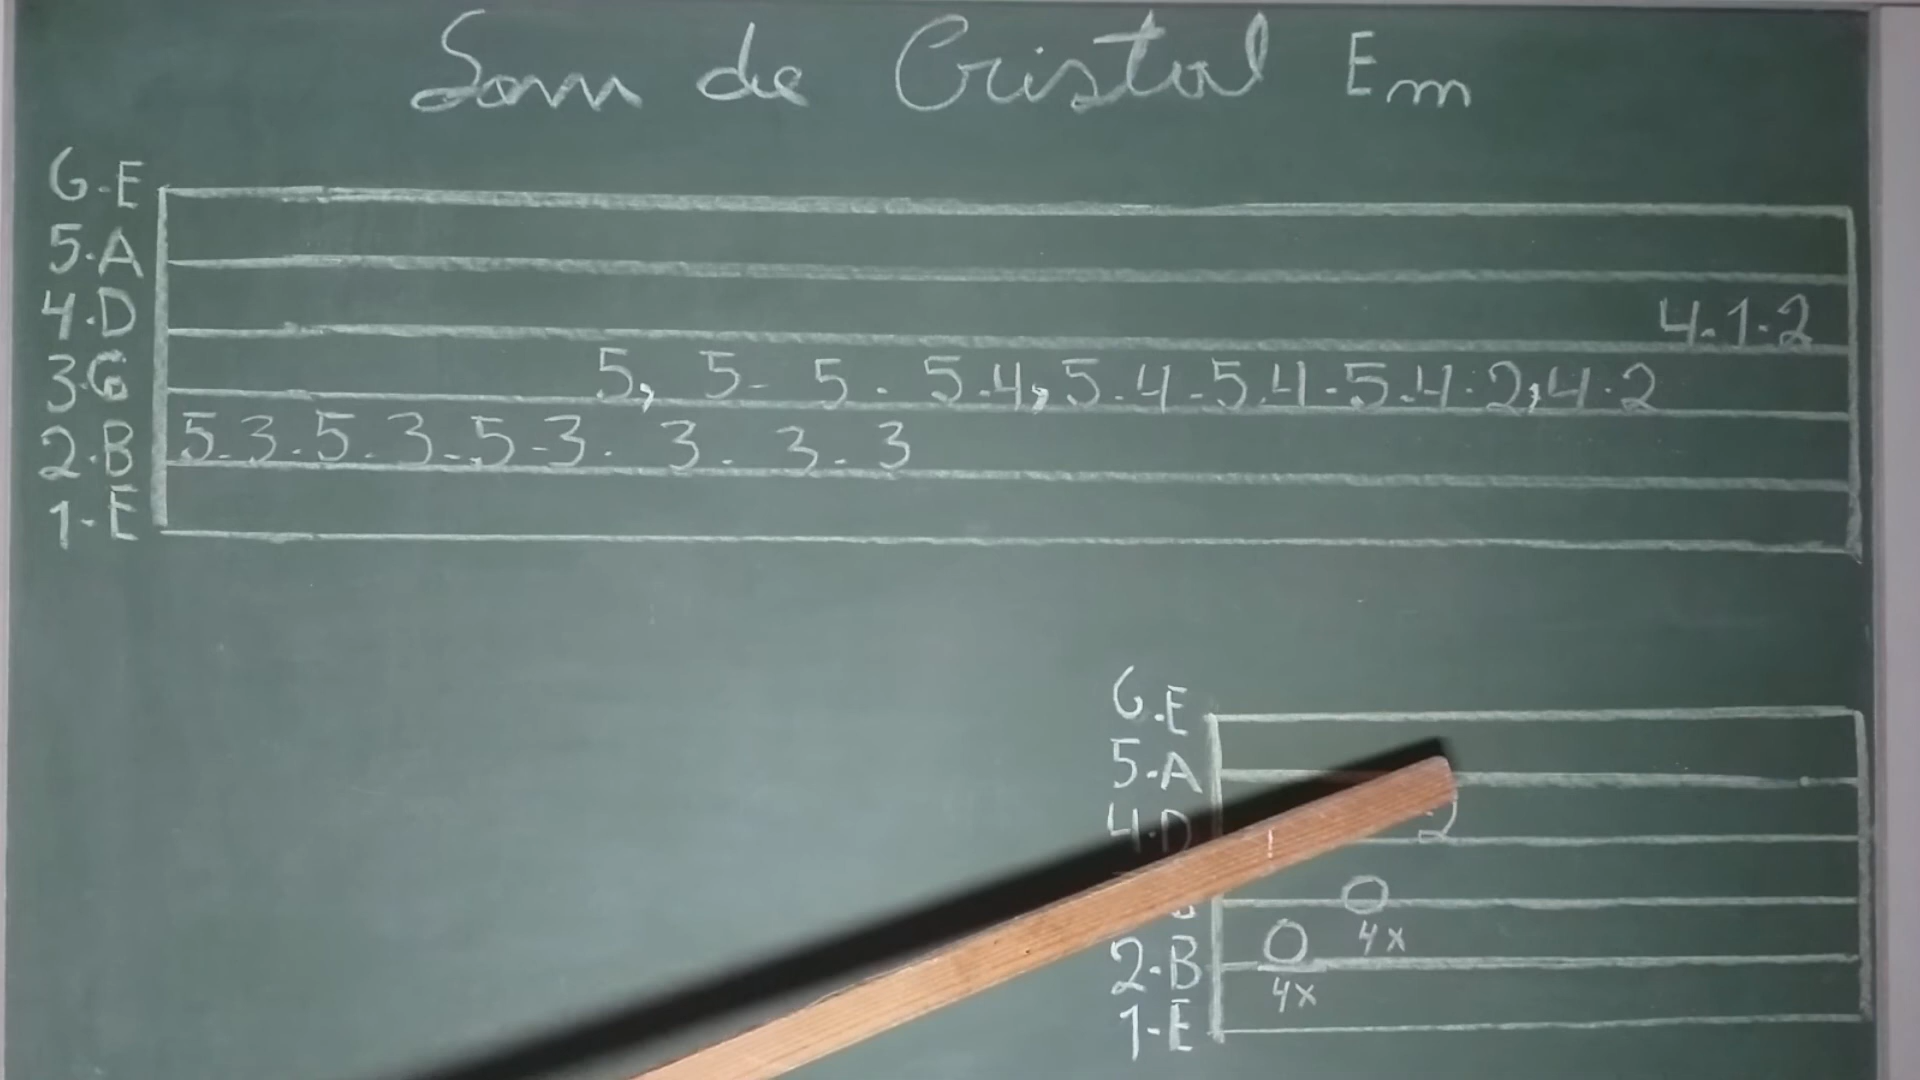 Som de Cristal Em
6-E
5-A
4-D 4-1-2
3-G 5, 5- 5. 5-4,5-4-5.4-5.4-2,4-2
2-B 5-3-5-3-5-3- 3- 3-3
1-E
6-E
5-A
4-D 2
0
4x
2-B 0
4x
1-E